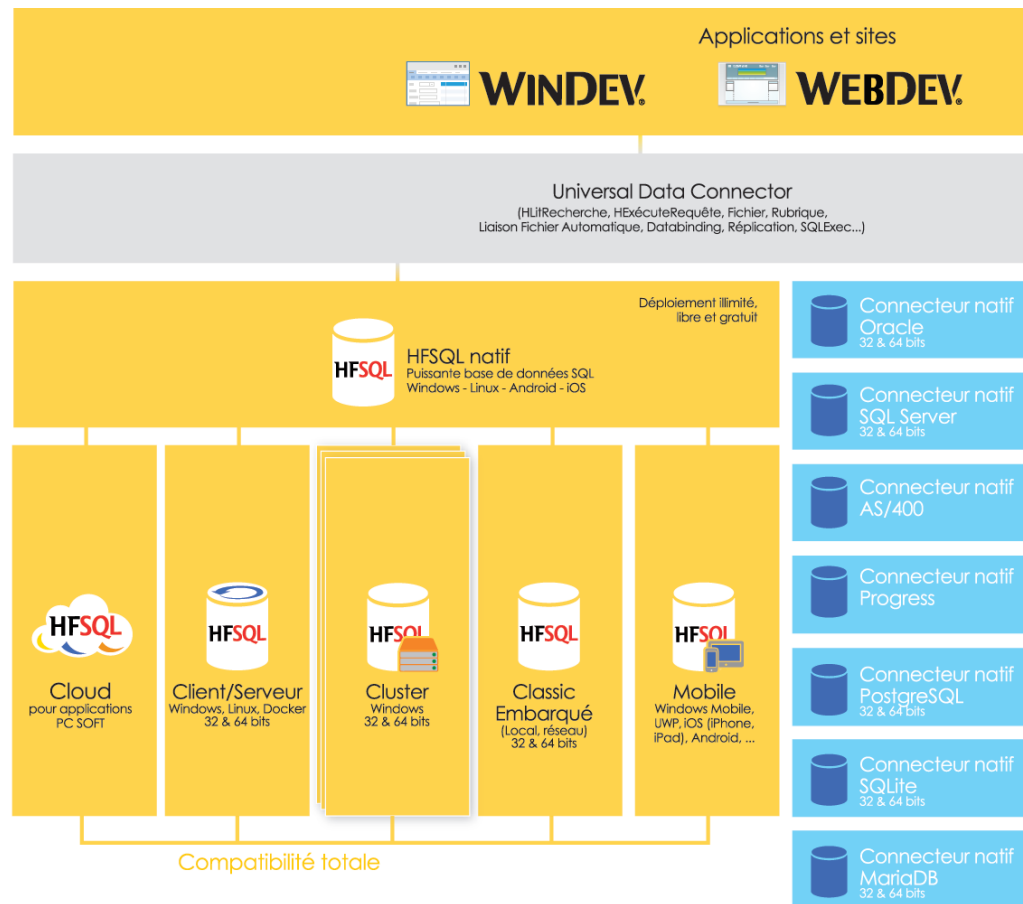 Applications et sites
WINDEV.
WEBDEV.
Universal Data Connector
(HLitRecherche, HExécuteRequête, Fichier, Rubrique,
Liaison Fichier Automatique, Databinding, Réplication, SQLExec...)
Déploiement illimité,
libre et gratuit
HFSQL
HFSQL natif
Puissante base de données SQL
Windows - Linux - Android - iOS
HFSQL
Cloud
pour applications
PC SOFT
HFSQL
Client/Serveur
Windows, Linux, Docker
32 & 64 bits
HFSQL
Cluster
Windows
32 & 64 bits
HFSQL
Classic
Embarqué
(Local, réseau)
32 & 64 bits
HFSQL
Mobile
Windows Mobile,
UWP, iOS (iPhone,
iPad), Android, ...
Compatibilité totale
Connecteur natif
Oracle
32 & 64 bits
Connecteur natif
SQL Server
32 & 64 bits
Connecteur natif
AS/400
Connecteur natif
Progress
Connecteur natif
PostgreSQL
32 & 64 bits
Connecteur natif
SQLite
32 & 64 bits
Connecteur natif
MariaDB
32 & 64 bits